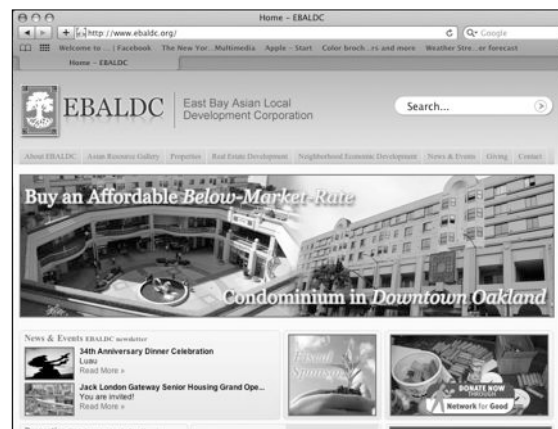 Home – EBALDC
http://www.ebaldc.org/
Google
Welcome to ... | Facebook The New Yor...Multimedia Apple – Start Color broch...rs and more Weather Stre...er forecast
Home – EBALDC
EBALDC
East Bay Asian Local
Development Corporation
Search...
About EBALDC Asian Resource Gallery Properties Real Estate Development Neighborhood Economic Development News & Events Giving Contact
Buy an Affordable Below-Market-Rate
Condominium in Downtown Oakland
News & Events EBALDC newsletter
34th Anniversary Dinner Celebration
Luau
Read More »
Jack London Gateway Senior Housing Grand Ope...
You are invited!
Read More »
Fiscal
Sponsor
DONATE NOW
THROUGH
Network for Good